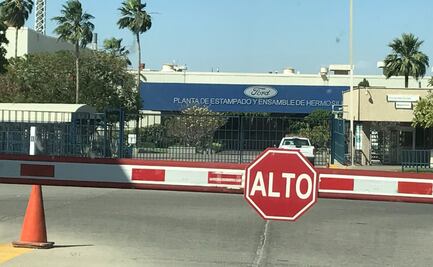 Ford
PLANTA DE ESTAMPADO Y ENSAMBLE DE HERMOSILLO
ALTO